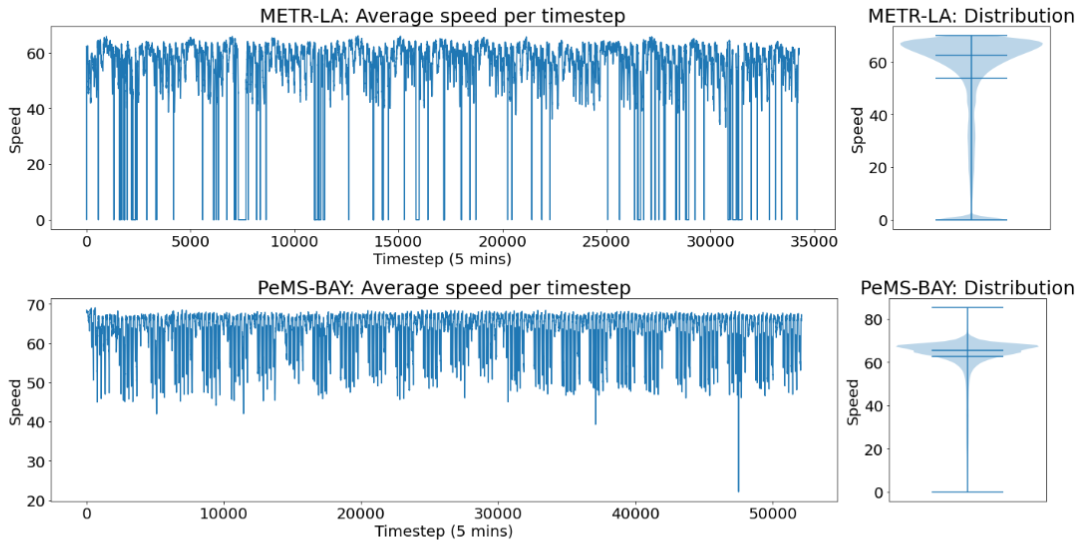 METR-LA: Average speed per timestep
Speed
60
40
20
0
0 5000 10000 15000 20000 25000 30000 35000
Timestep (5 mins)
METR-LA: Distribution
Speed
60
40
20
0
PeMS-BAY: Average speed per timestep
Speed
70
60
50
40
30
20
0 10000 20000 30000 40000 50000
Timestep (5 mins)
PeMS-BAY: Distribution
Speed
80
60
40
20
0